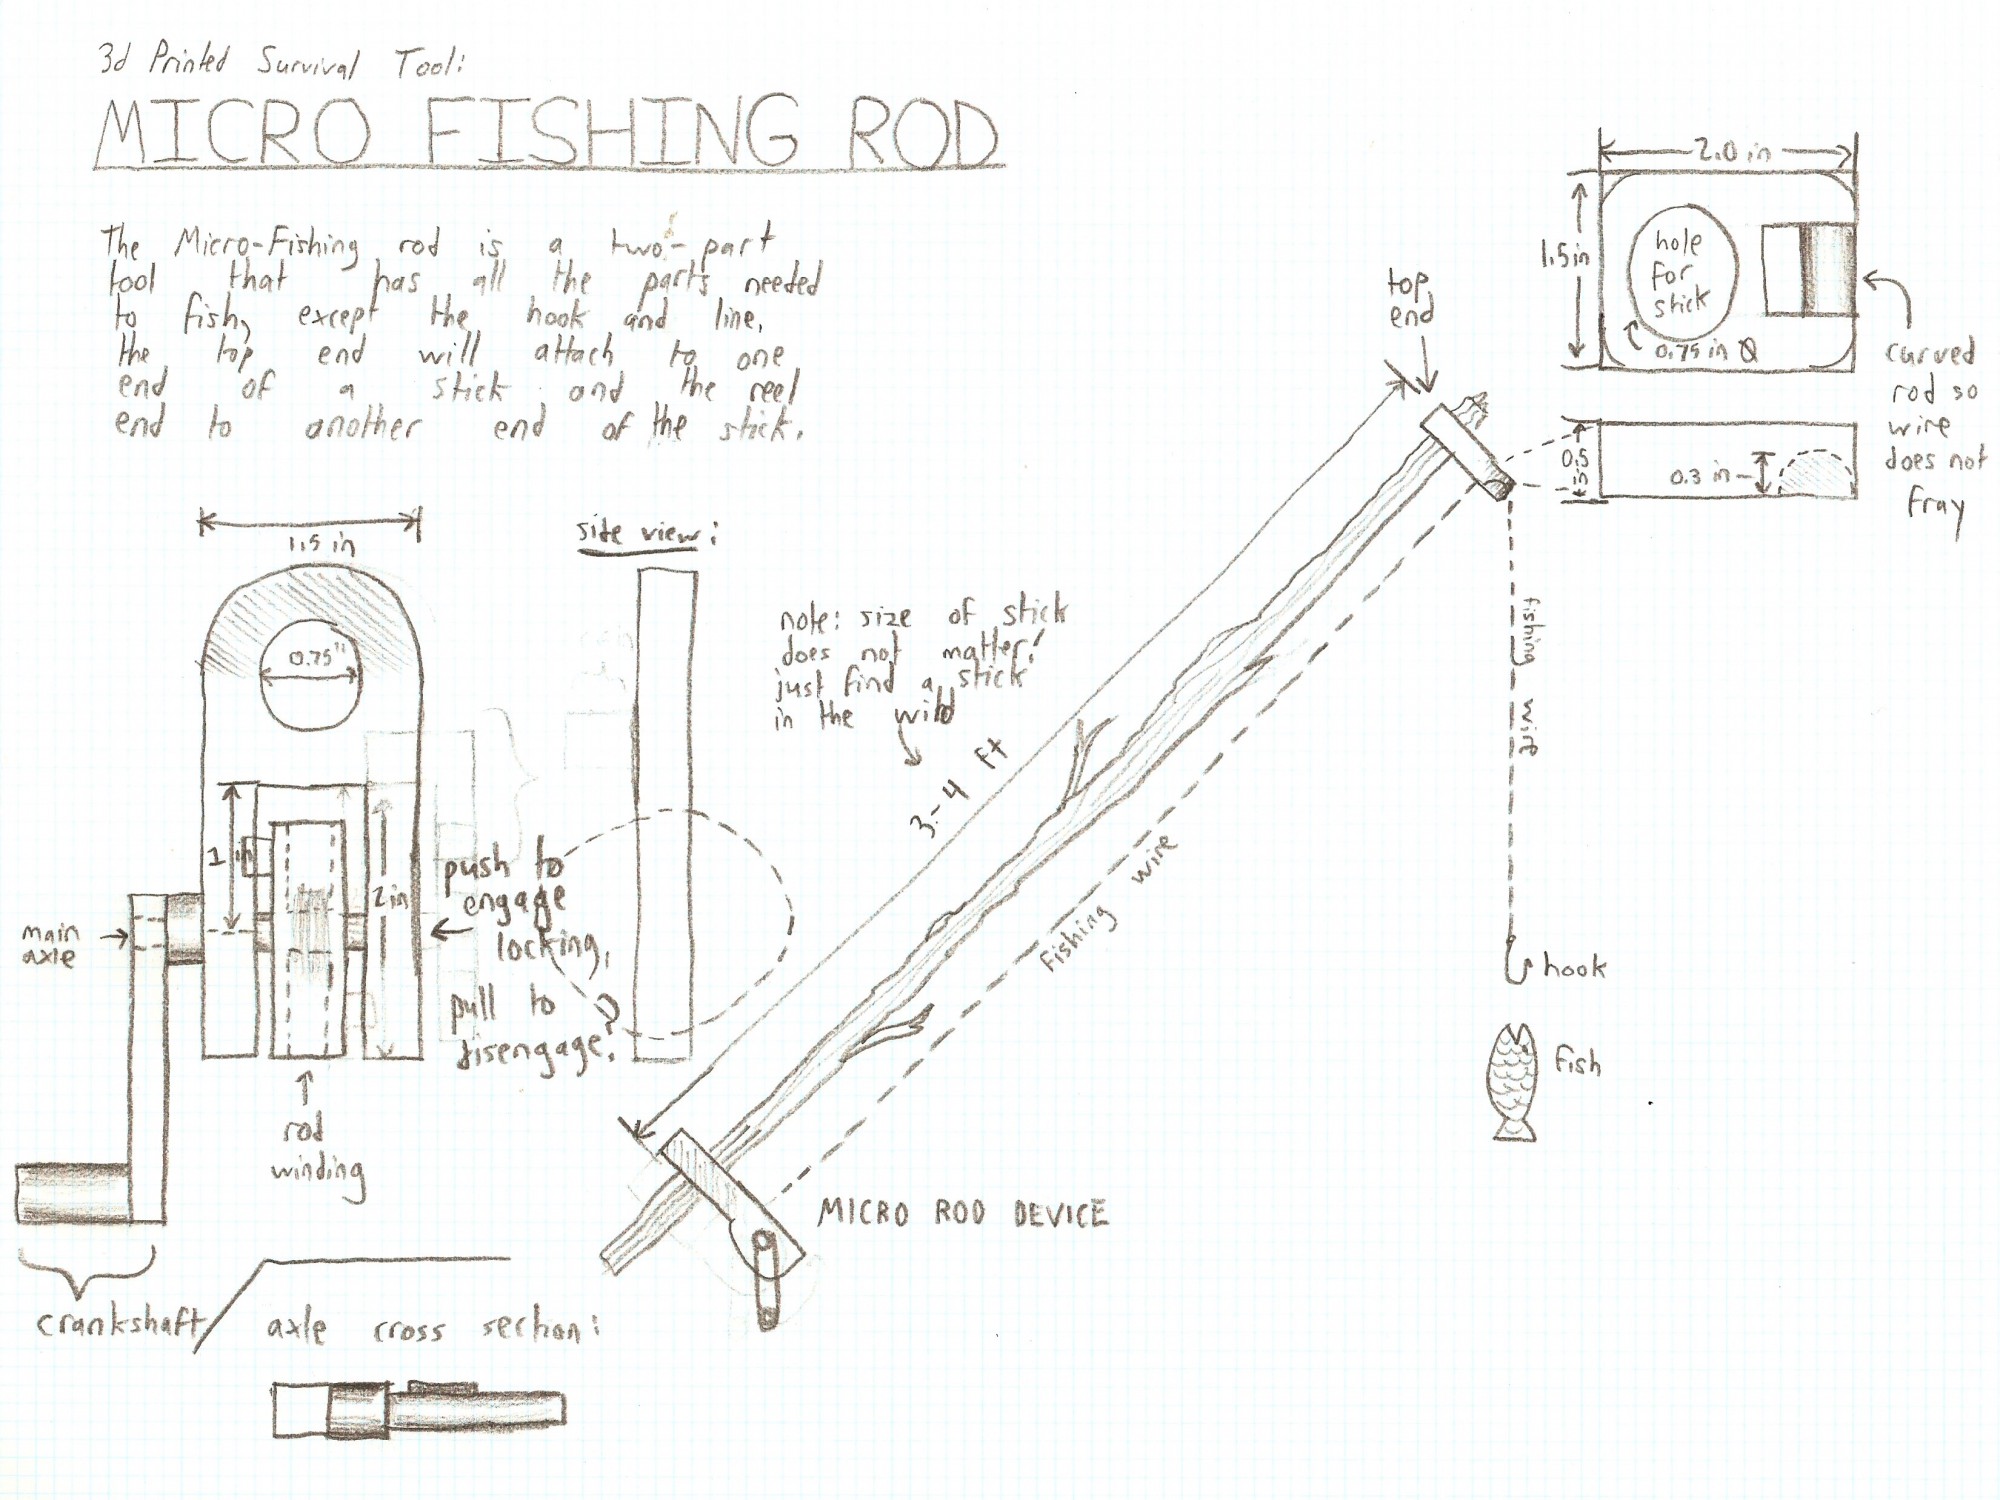 3d Printed Survival Tool:
MICRO FISHING ROD
The Micro-Fishing rod is a two-part
tool that has all the parts needed
to fish, except the hook and line.
the top end will attach to one
end of a stick and the reel
end to another end of the stick.
1.5 in
0.75"
1 in
2 in
main
axle
push to
engage
locking,
pull to
disengage?
rod
winding
crankshaft
axle cross section:
side view:
note: size of stick
does not matter!
just find a stick
in the wild
3-4 ft
fishing wire
MICRO ROD DEVICE
top
end
fishing wire
hook
fish
2.0 in
1.5in
hole
for
stick
0.75 in Ø
curved
rod so
wire
does not
fray
0.5
in
0.3 in